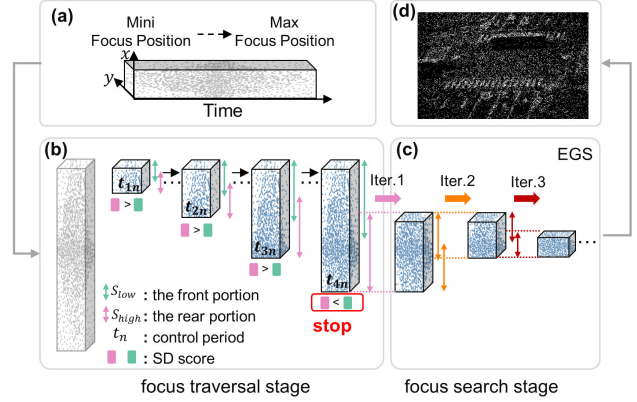 (a)
Mini
Focus Position
Max
Focus Position
x
y
Time
(d)
(b)
t1n
...
t2n
...
t3n
...
t4n
>
>
>
<
stop
Slow : the front portion
Shigh : the rear portion
tn : control period
: SD score
focus traversal stage
(c)
EGS
Iter.1
Iter.2
Iter.3
...
focus search stage